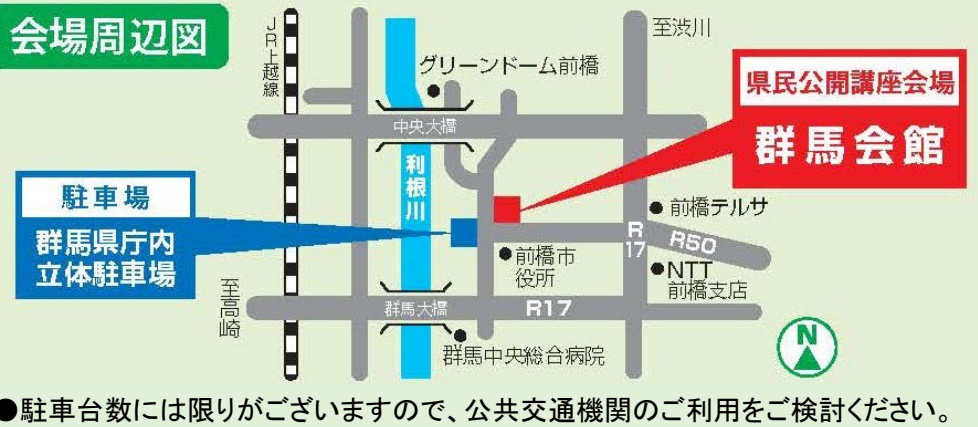 会場周辺図
JR上越線
至渋川
グリーンドーム前橋
県民公開講座会場
群馬会館
中央大橋
利根川
駐車場
群馬県庁内
立体駐車場
前橋テルサ
R17
R50
前橋市
役所
NTT
前橋支店
至高崎
群馬大橋
R17
群馬中央総合病院
N
●駐車台数には限りがございますので、公共交通機関のご利用をご検討ください。